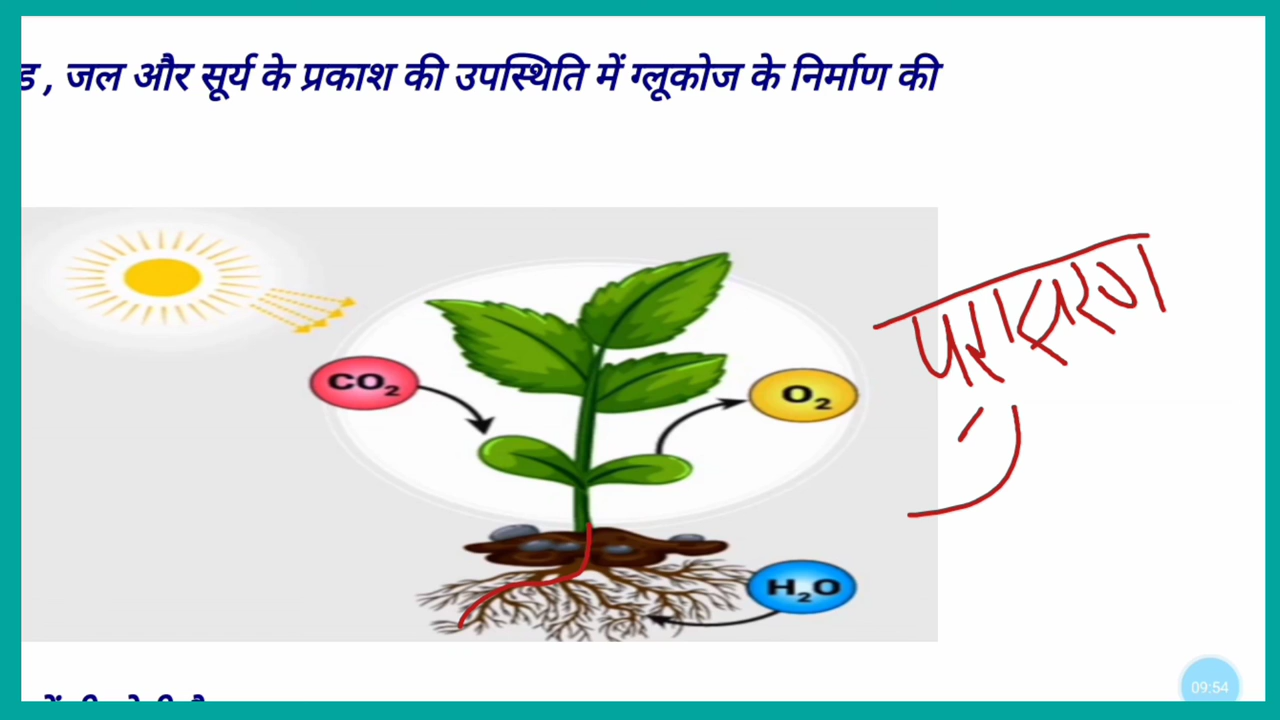 ड , जल और सूर्य के प्रकाश की उपस्थिति में ग्लूकोज के निर्माण की
CO₂
O₂
H₂O
09:54